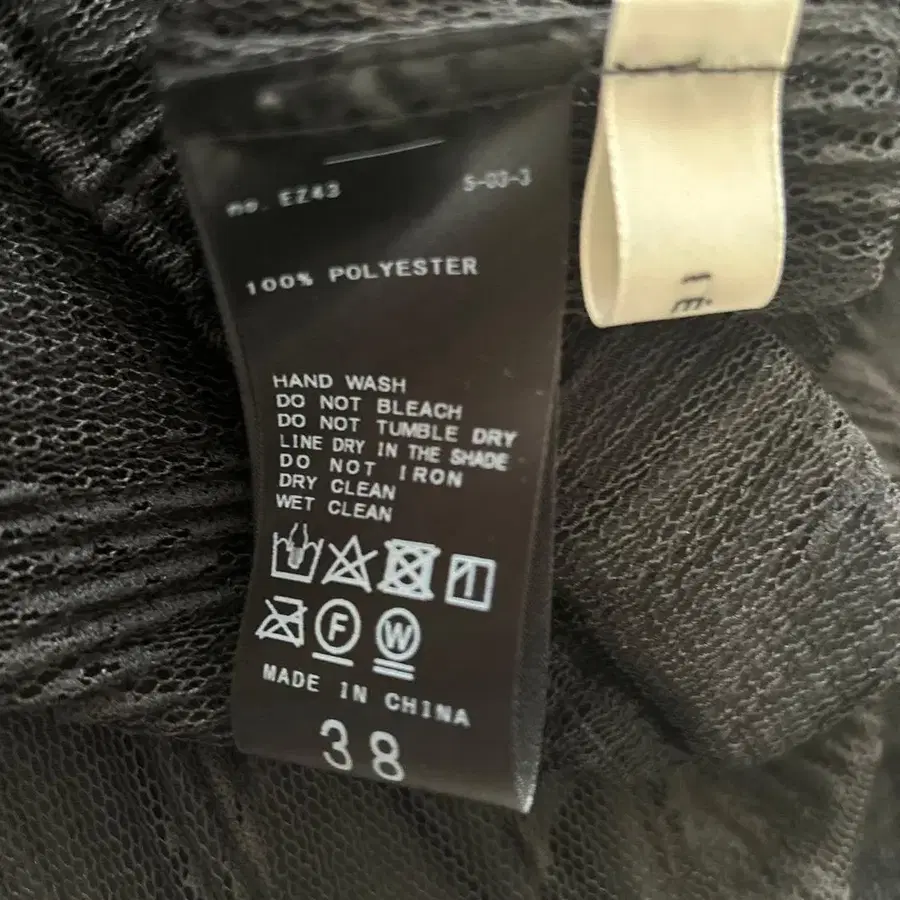 no. EZ43 S-03-3
100% POLYESTER
HAND WASH
DO NOT BLEACH
DO NOT TUMBLE DRY
LINE DRY IN THE SHADE
DO NOT IRON
DRY CLEAN
WET CLEAN
F W
MADE IN CHINA
38